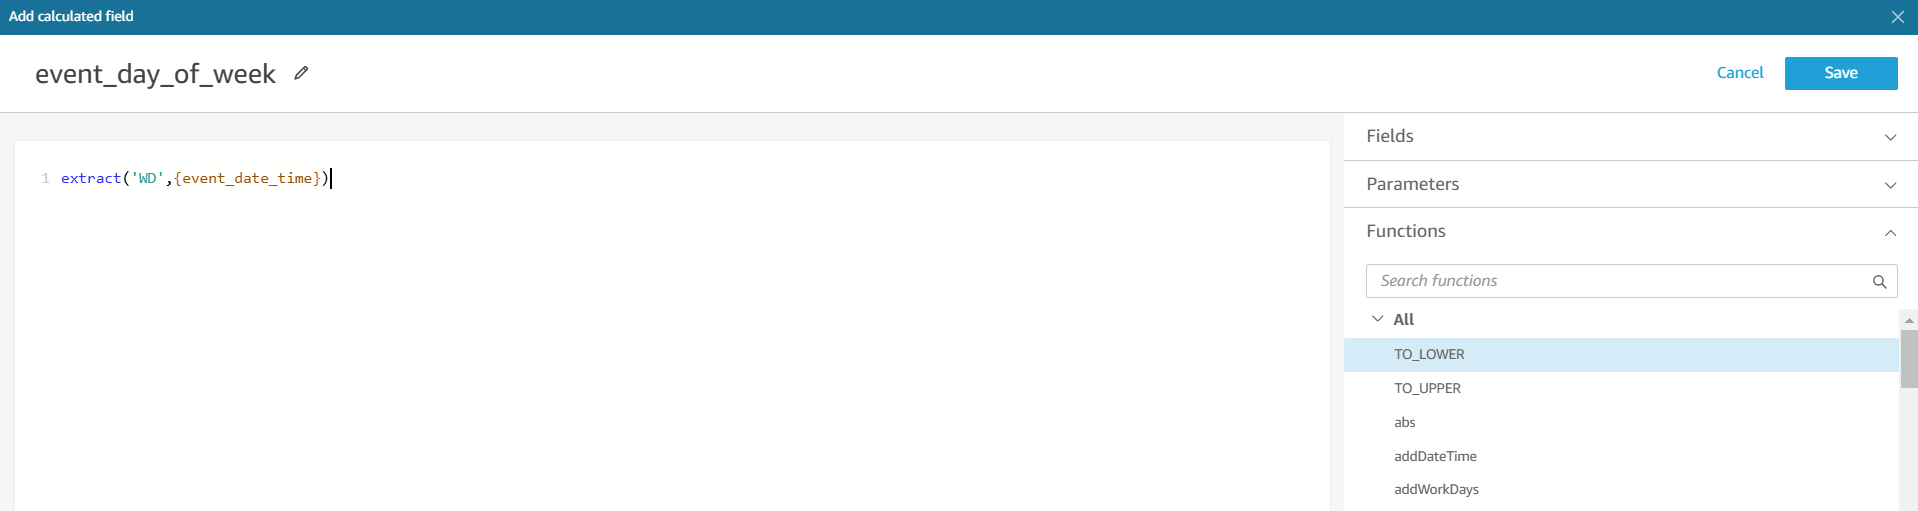 Add calculated field
event_day_of_week
Cancel
Save
1 extract('WD',{event_date_time})
Fields
Parameters
Functions
Search functions
All
TO_LOWER
TO_UPPER
abs
addDateTime
addWorkDays